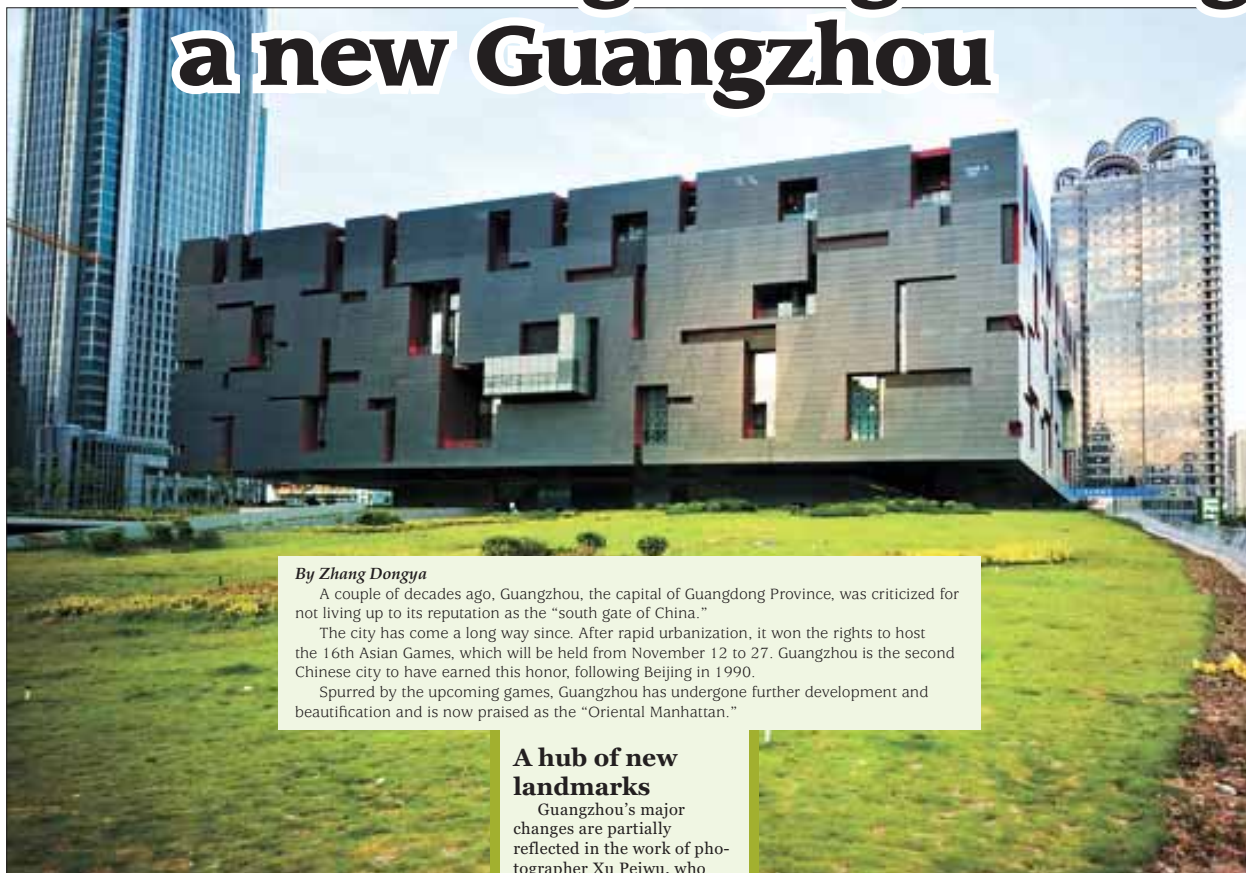 a new Guangzhou
By Zhang Dongya
A couple of decades ago, Guangzhou, the capital of Guangdong Province, was criticized for
not living up to its reputation as the “south gate of China.”
The city has come a long way since. After rapid urbanization, it won the rights to host
the 16th Asian Games, which will be held from November 12 to 27. Guangzhou is the second
Chinese city to have earned this honor, following Beijing in 1990.
Spurred by the upcoming games, Guangzhou has undergone further development and
beautification and is now praised as the “Oriental Manhattan.”
A hub of new
landmarks
Guangzhou’s major
changes are partially
reflected in the work of pho-
tographer Xu Peiwu, who